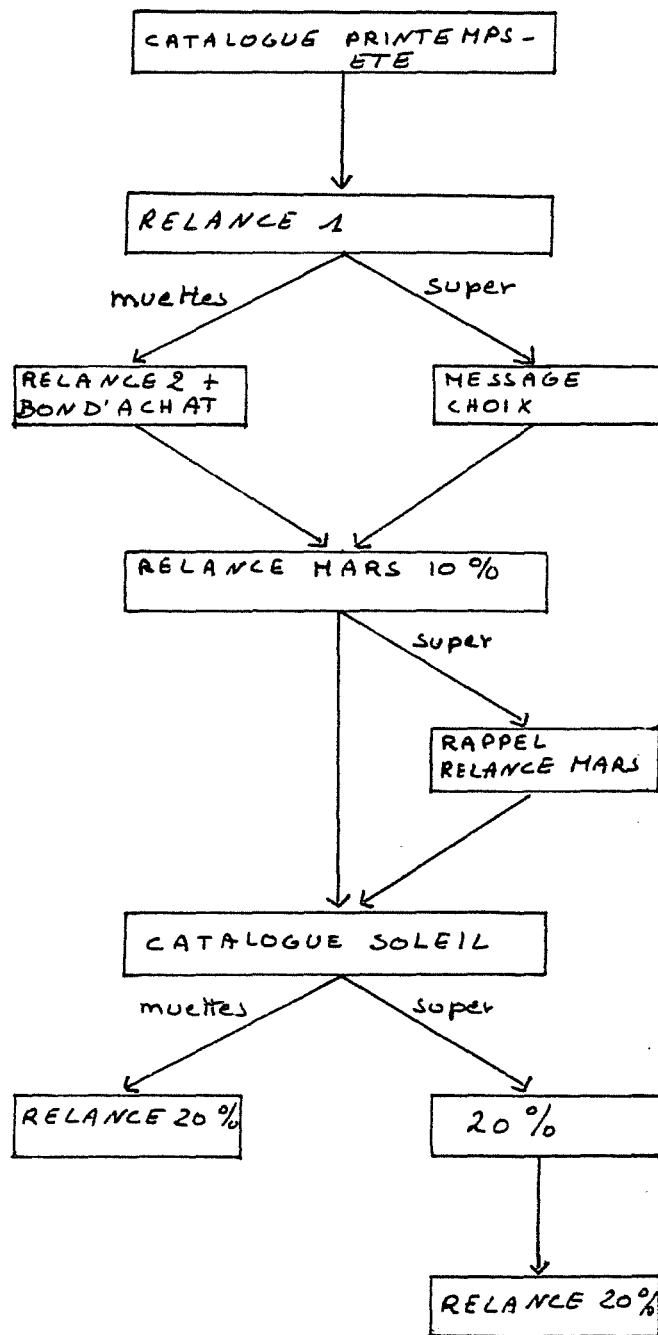 CATALOGUE PRINTEMPS-
ETE
RELANCE 1
muettes
super
RELANCE 2 +
BON D'ACHAT
MESSAGE
CHOIX
RELANCE MARS 10 %
super
RAPPEL
RELANCE MARS
CATALOGUE SOLEIL
muettes
super
RELANCE 20 %
20 %
RELANCE 20%